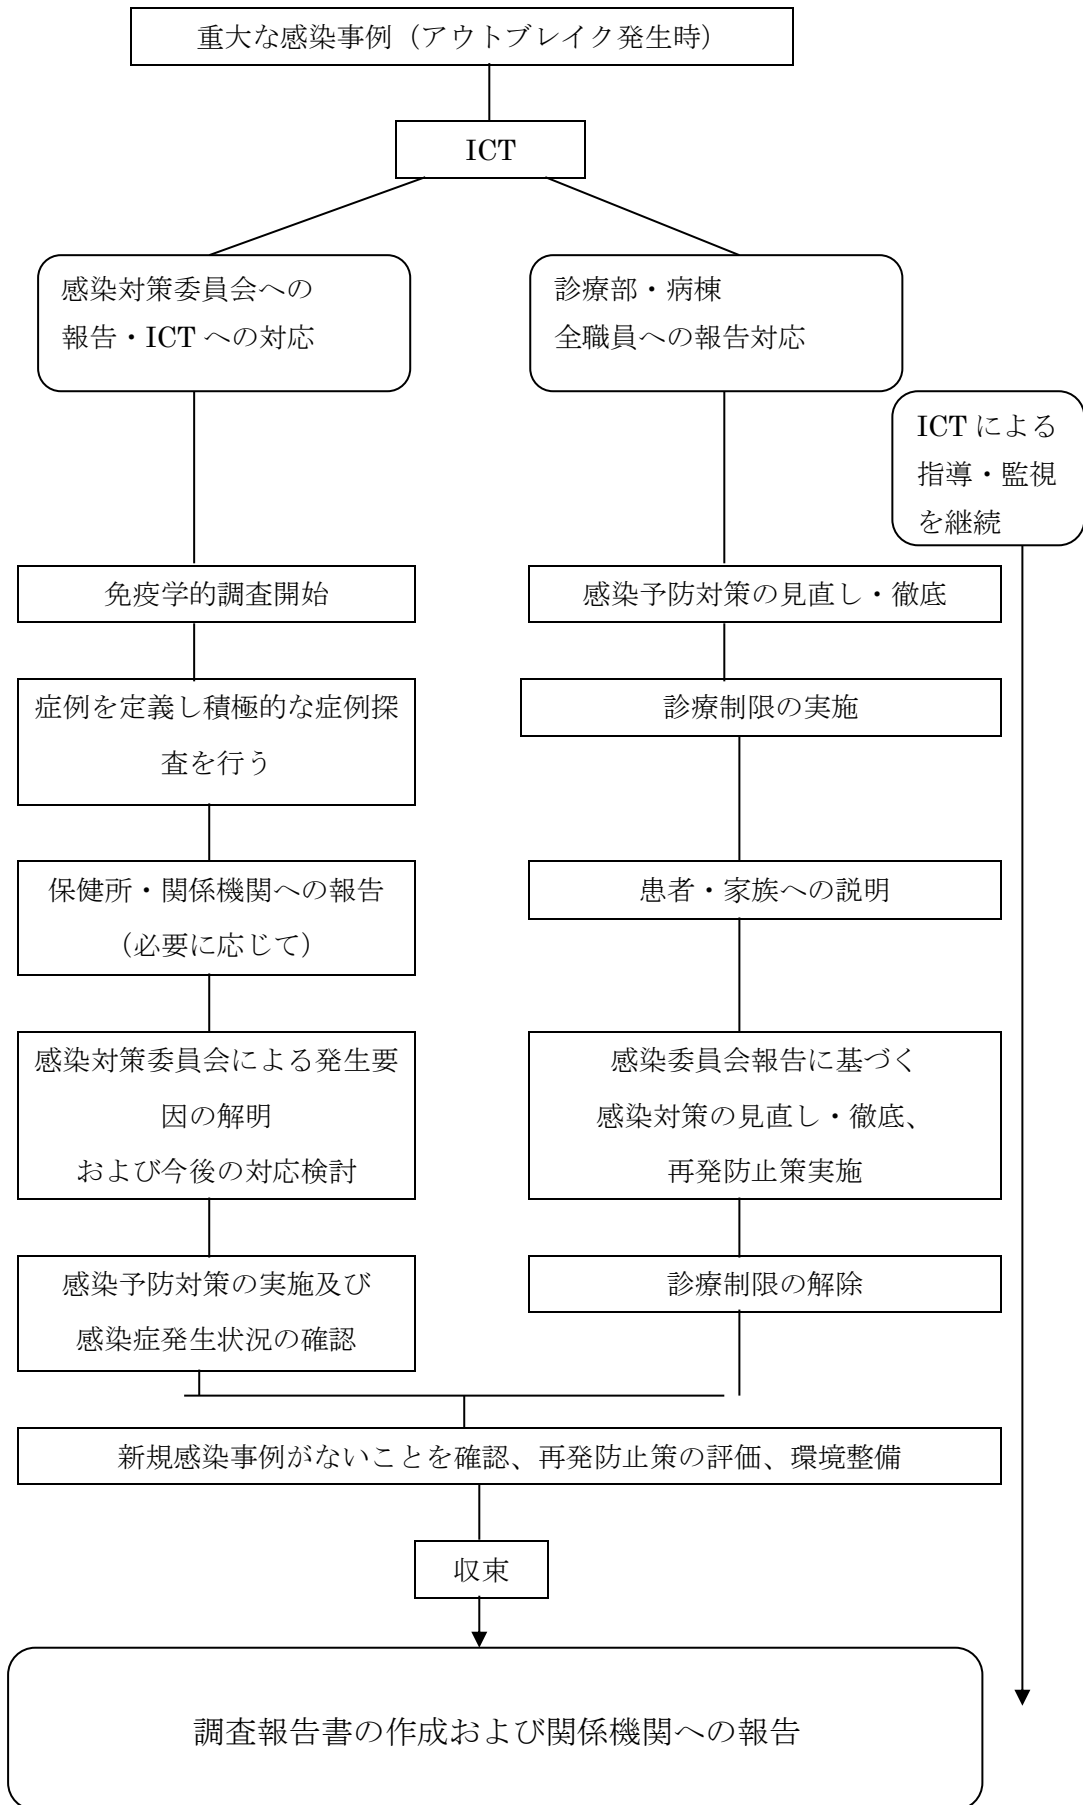 重大な感染事例（アウトブレイク発生時）
ICT
感染対策委員会への
報告・ICT への対応
診療部・病棟
全職員への報告対応
ICT による
指導・監視
を継続
免疫学的調査開始
感染予防対策の見直し・徹底
症例を定義し積極的な症例探
査を行う
診療制限の実施
保健所・関係機関への報告
（必要に応じて）
患者・家族への説明
感染対策委員会による発生要
因の解明
および今後の対応検討
感染委員会報告に基づく
感染対策の見直し・徹底、
再発防止策実施
感染予防対策の実施及び
感染症発生状況の確認
診療制限の解除
新規感染事例がないことを確認、再発防止策の評価、環境整備
収束
調査報告書の作成および関係機関への報告